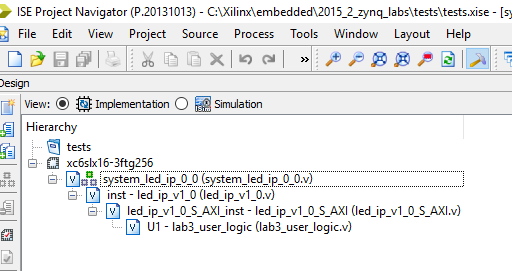 ISE Project Navigator (P.20131013) - C:\Xilinx\embedded\2015_2_zynq_labs\tests\tests.xise - [sy
File Edit View Project Source Process Tools Window Layout Help
Design
View: Implementation Simulation
Hierarchy
tests
xc6slx16-3ftg256
system_led_ip_0_0 (system_led_ip_0_0.v)
inst - led_ip_v1_0 (led_ip_v1_0.v)
led_ip_v1_0_S_AXI_inst - led_ip_v1_0_S_AXI (led_ip_v1_0_S_AXI.v)
U1 - lab3_user_logic (lab3_user_logic.v)